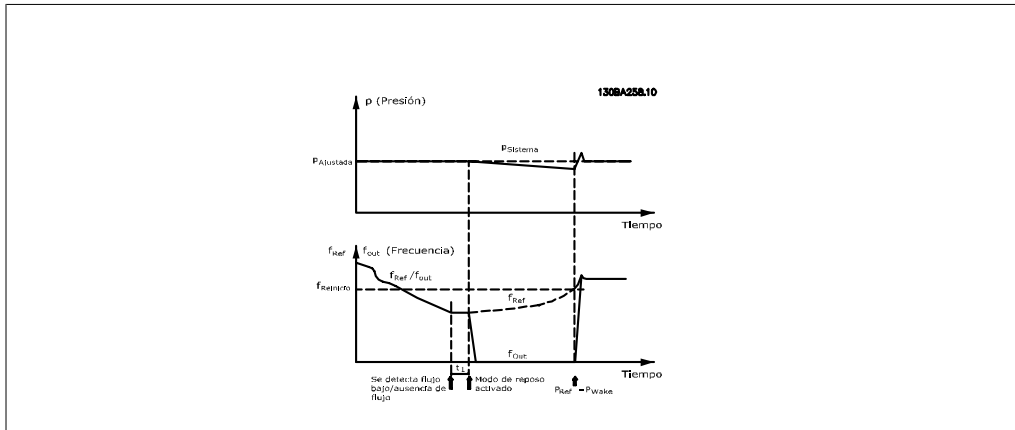 130BA258.10
p (Presión)
PSistema
PAjustada
Tiempo
fRef fout (Frecuencia)
fRef/fout
fReinicio
fRef
fOut
t1
Tiempo
Se detecta flujo
bajo/ausencia de
flujo
Modo de reposo
activado
PRef -PWake